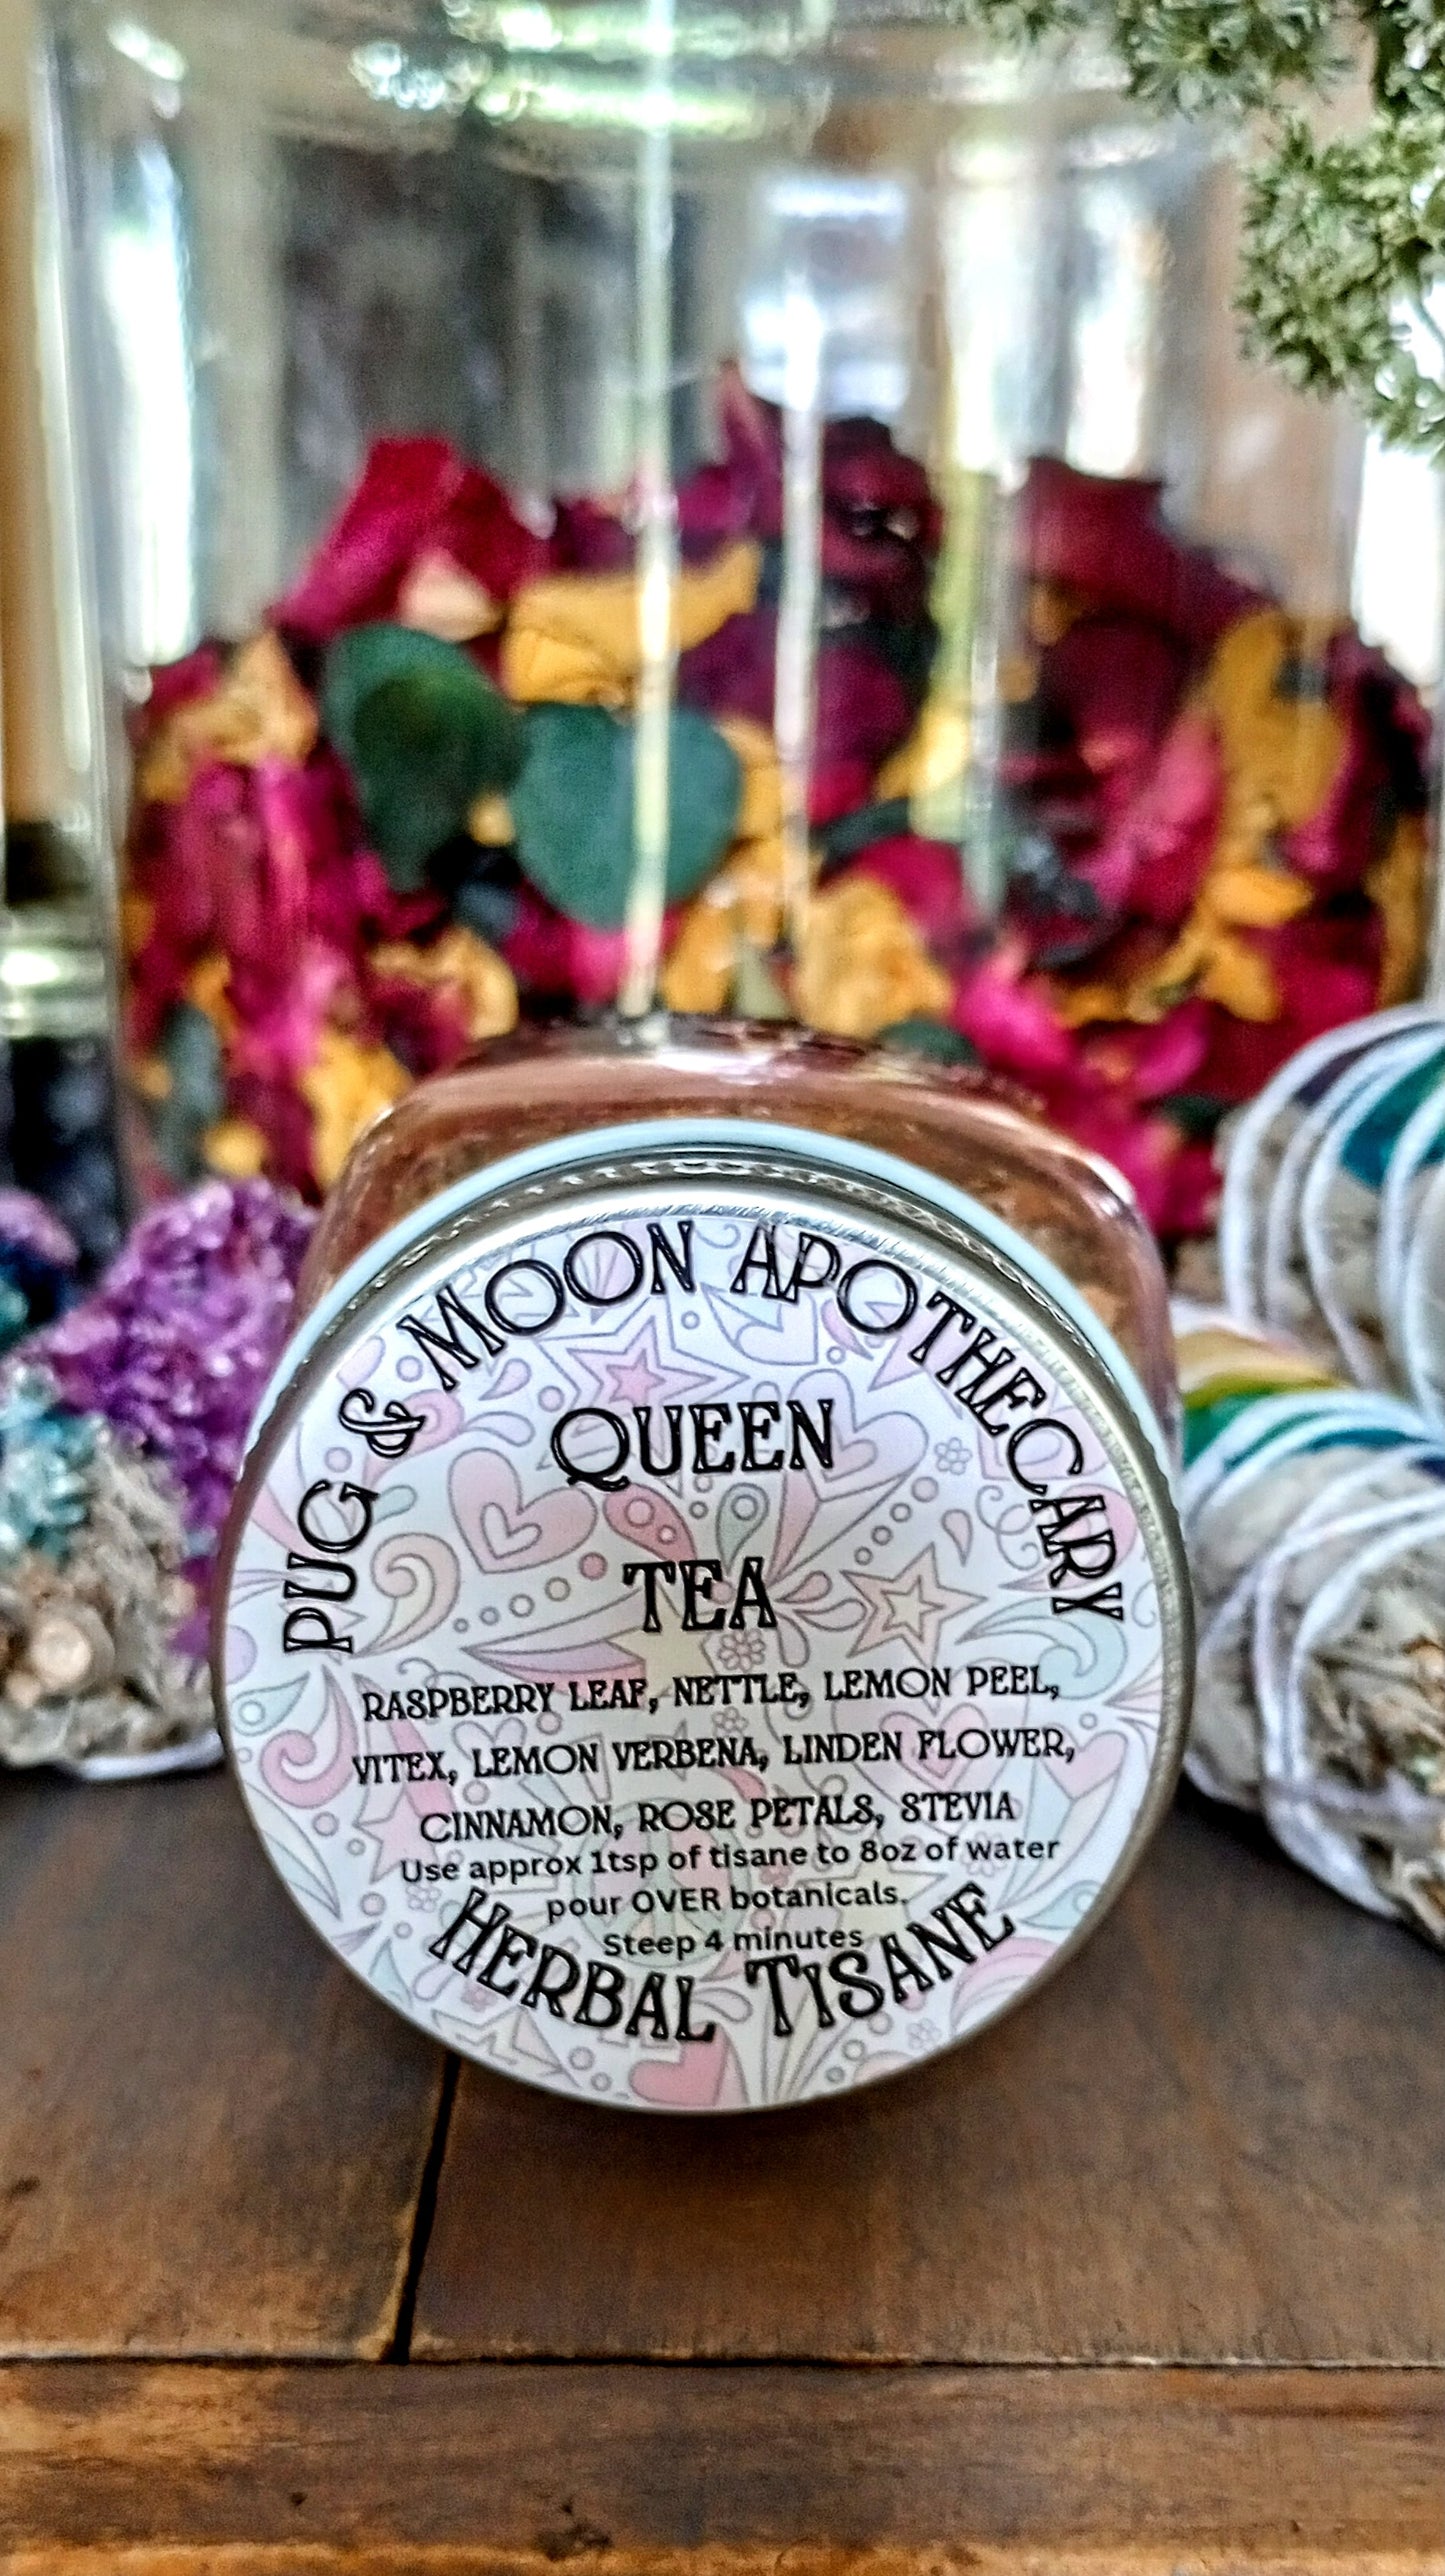 PUG & MOON APOTHECARY
QUEEN
TEA
RASPBERRY LEAF, NETTLE, LEMON PEEL,
VITEX, LEMON VERBENA, LINDEN FLOWER,
CINNAMON, ROSE PETALS, STEVIA
Use approx 1tsp of tisane to 8oz of water
pour OVER botanicals.
Steep 4 minutes
HERBAL TISANE